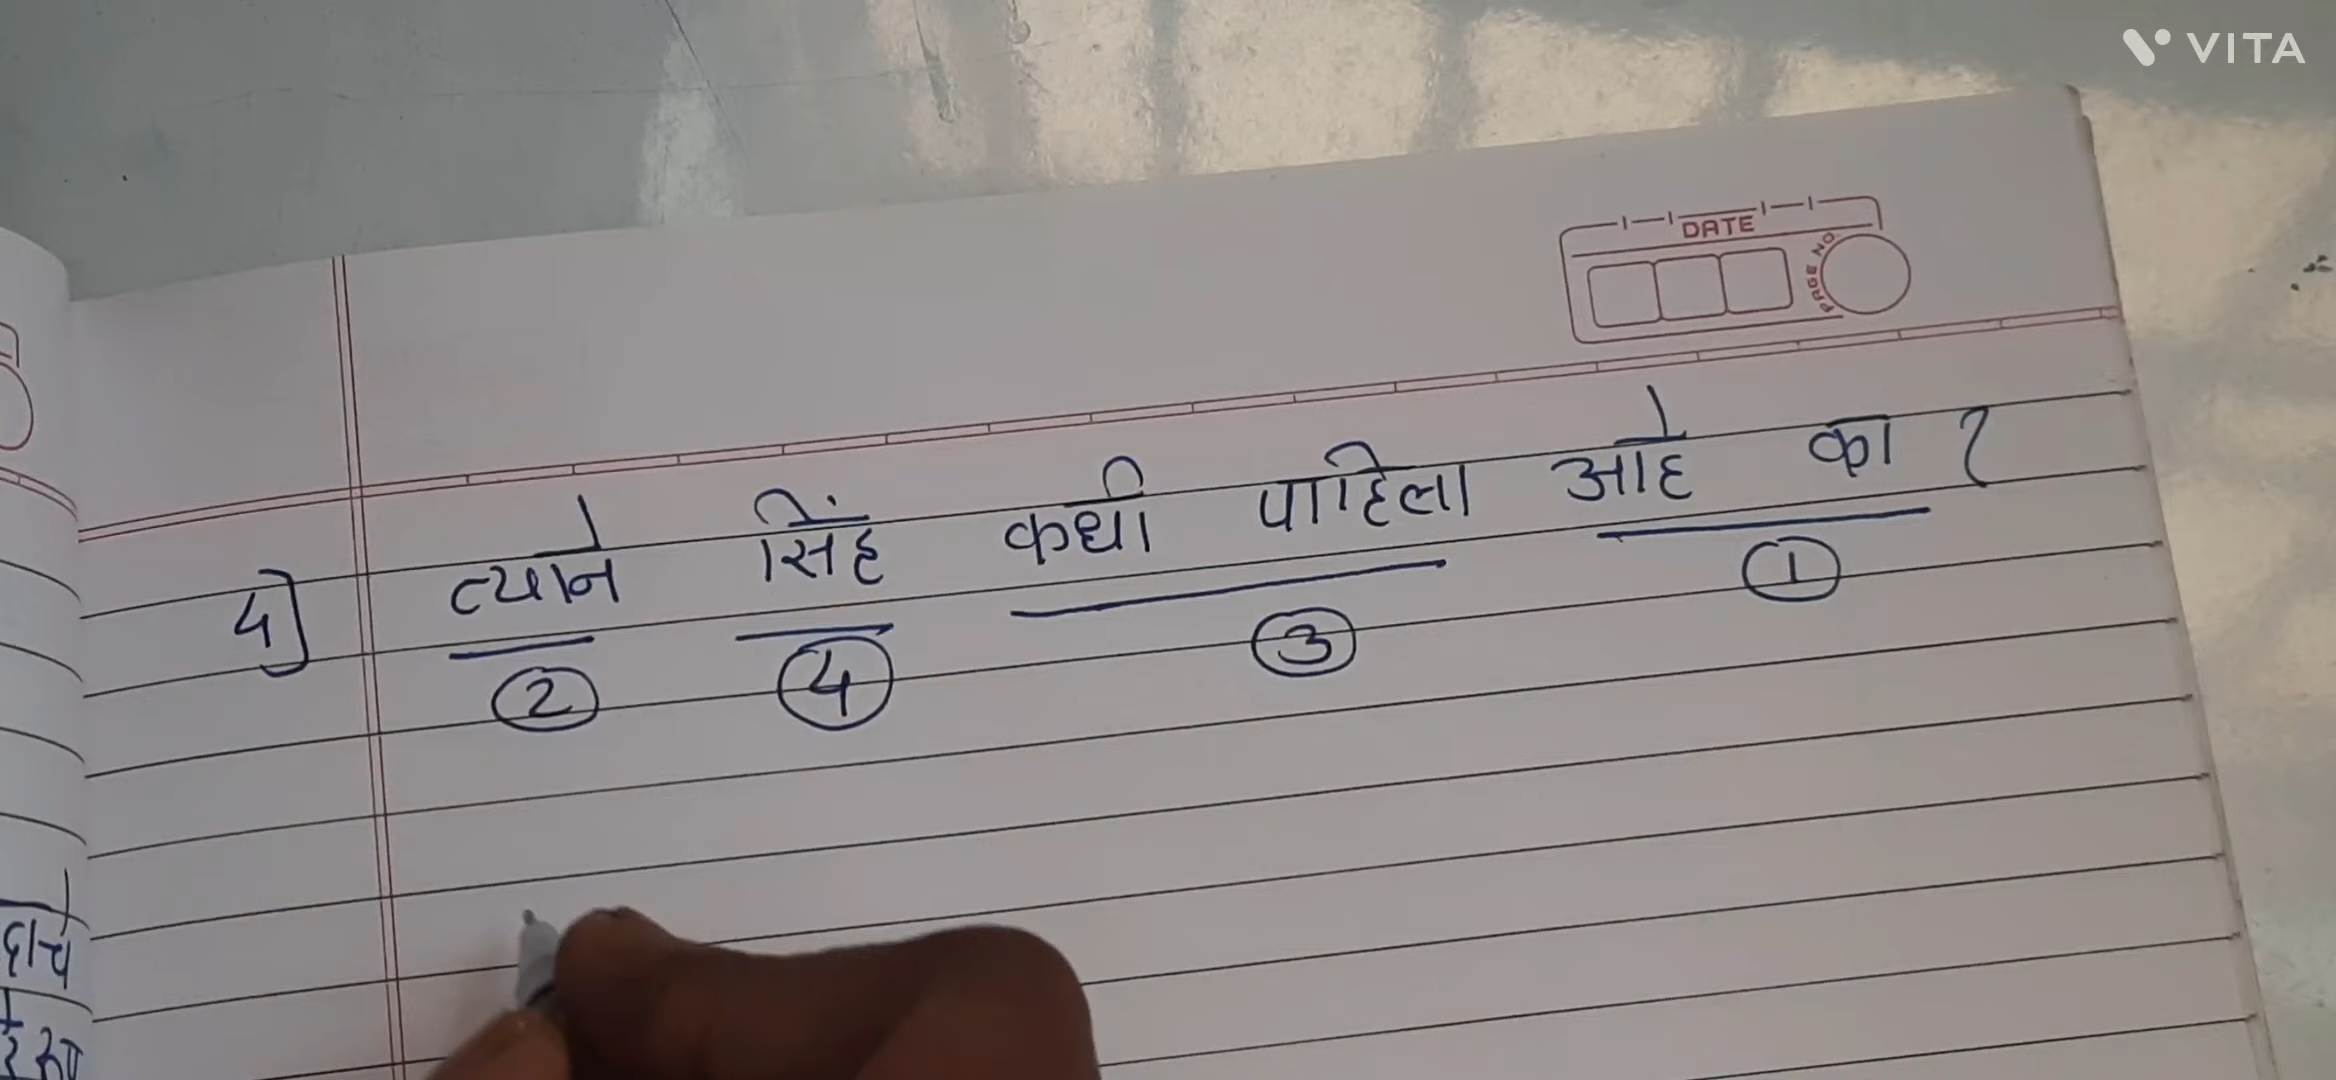 VITA
DATE
PAGE NO.
4] त्याने सिंह कधी पाहिला आहे का ?
② ④ ③ ①